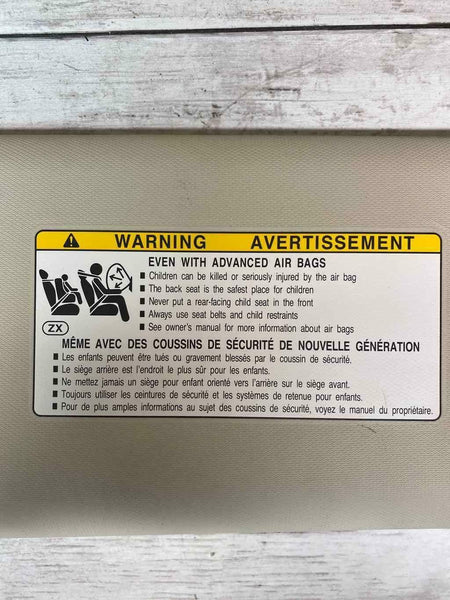 WARNING AVERTISSEMENT
EVEN WITH ADVANCED AIR BAGS
■ Children can be killed or seriously injured by the air bag
■ The back seat is the safest place for children
■ Never put a rear-facing child seat in the front
■ Always use seat belts and child restraints
■ See owner's manual for more information about air bags
ZX
MÊME AVEC DES COUSSINS DE SÉCURITÉ DE NOUVELLE GÉNÉRATION
■ Les enfants peuvent être tués ou gravement blessés par le coussin de sécurité.
■ Le siège arrière est l'endroit le plus sûr pour les enfants.
■ Ne mettez jamais un siège pour enfant orienté vers l'arrière sur le siège avant.
■ Toujours utiliser les ceintures de sécurité et les systèmes de retenue pour enfants.
■ Pour de plus amples informations au sujet des coussins de sécurité, voyez le manuel du propriétaire.